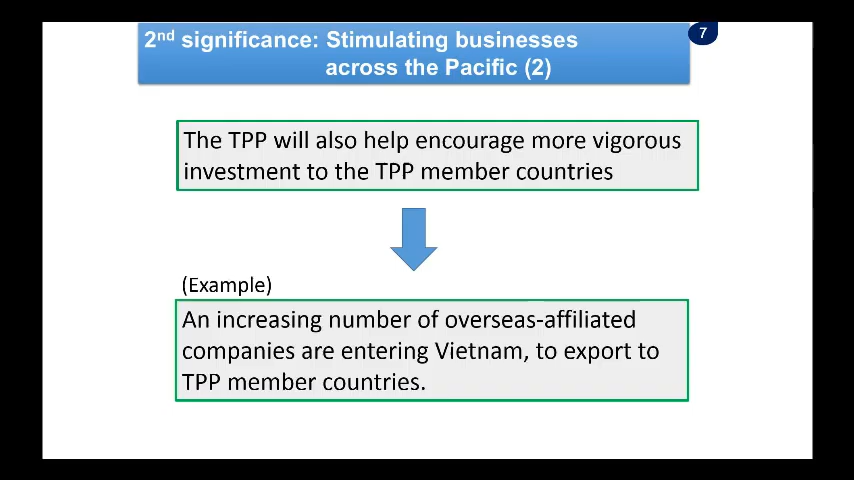 2nd significance: Stimulating businesses
across the Pacific (2)
7
The TPP will also help encourage more vigorous
investment to the TPP member countries
(Example)
An increasing number of overseas-affiliated
companies are entering Vietnam, to export to
TPP member countries.